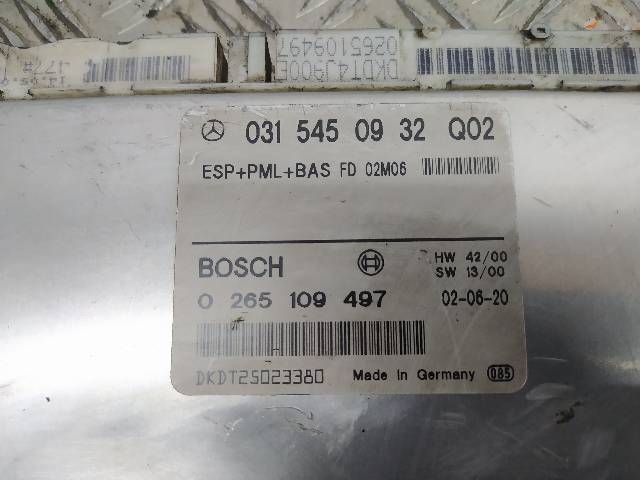 0265109497
DKDT4J900E
031 545 09 32 Q02
ESP+PML+BAS FD 02M06
BOSCH
HW 42/00
SW 13/00
0 265 109 497
02-06-20
DKDT25023380
Made in Germany
085